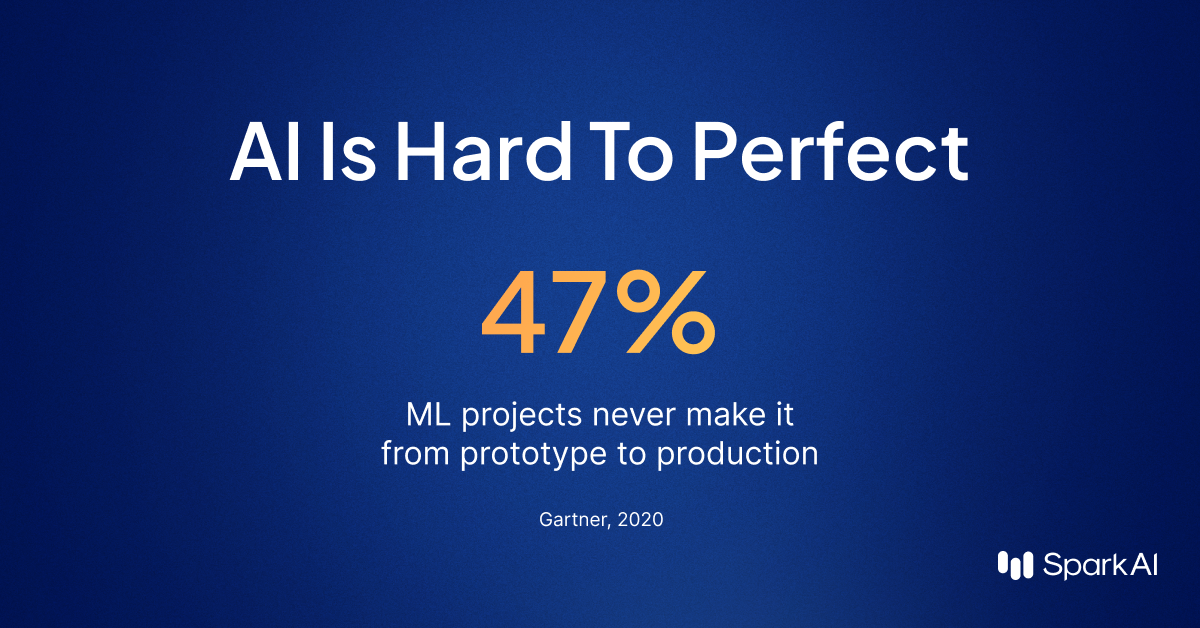 AI Is Hard To Perfect
47%
ML projects never make it
from prototype to production
Gartner, 2020
SparkAI